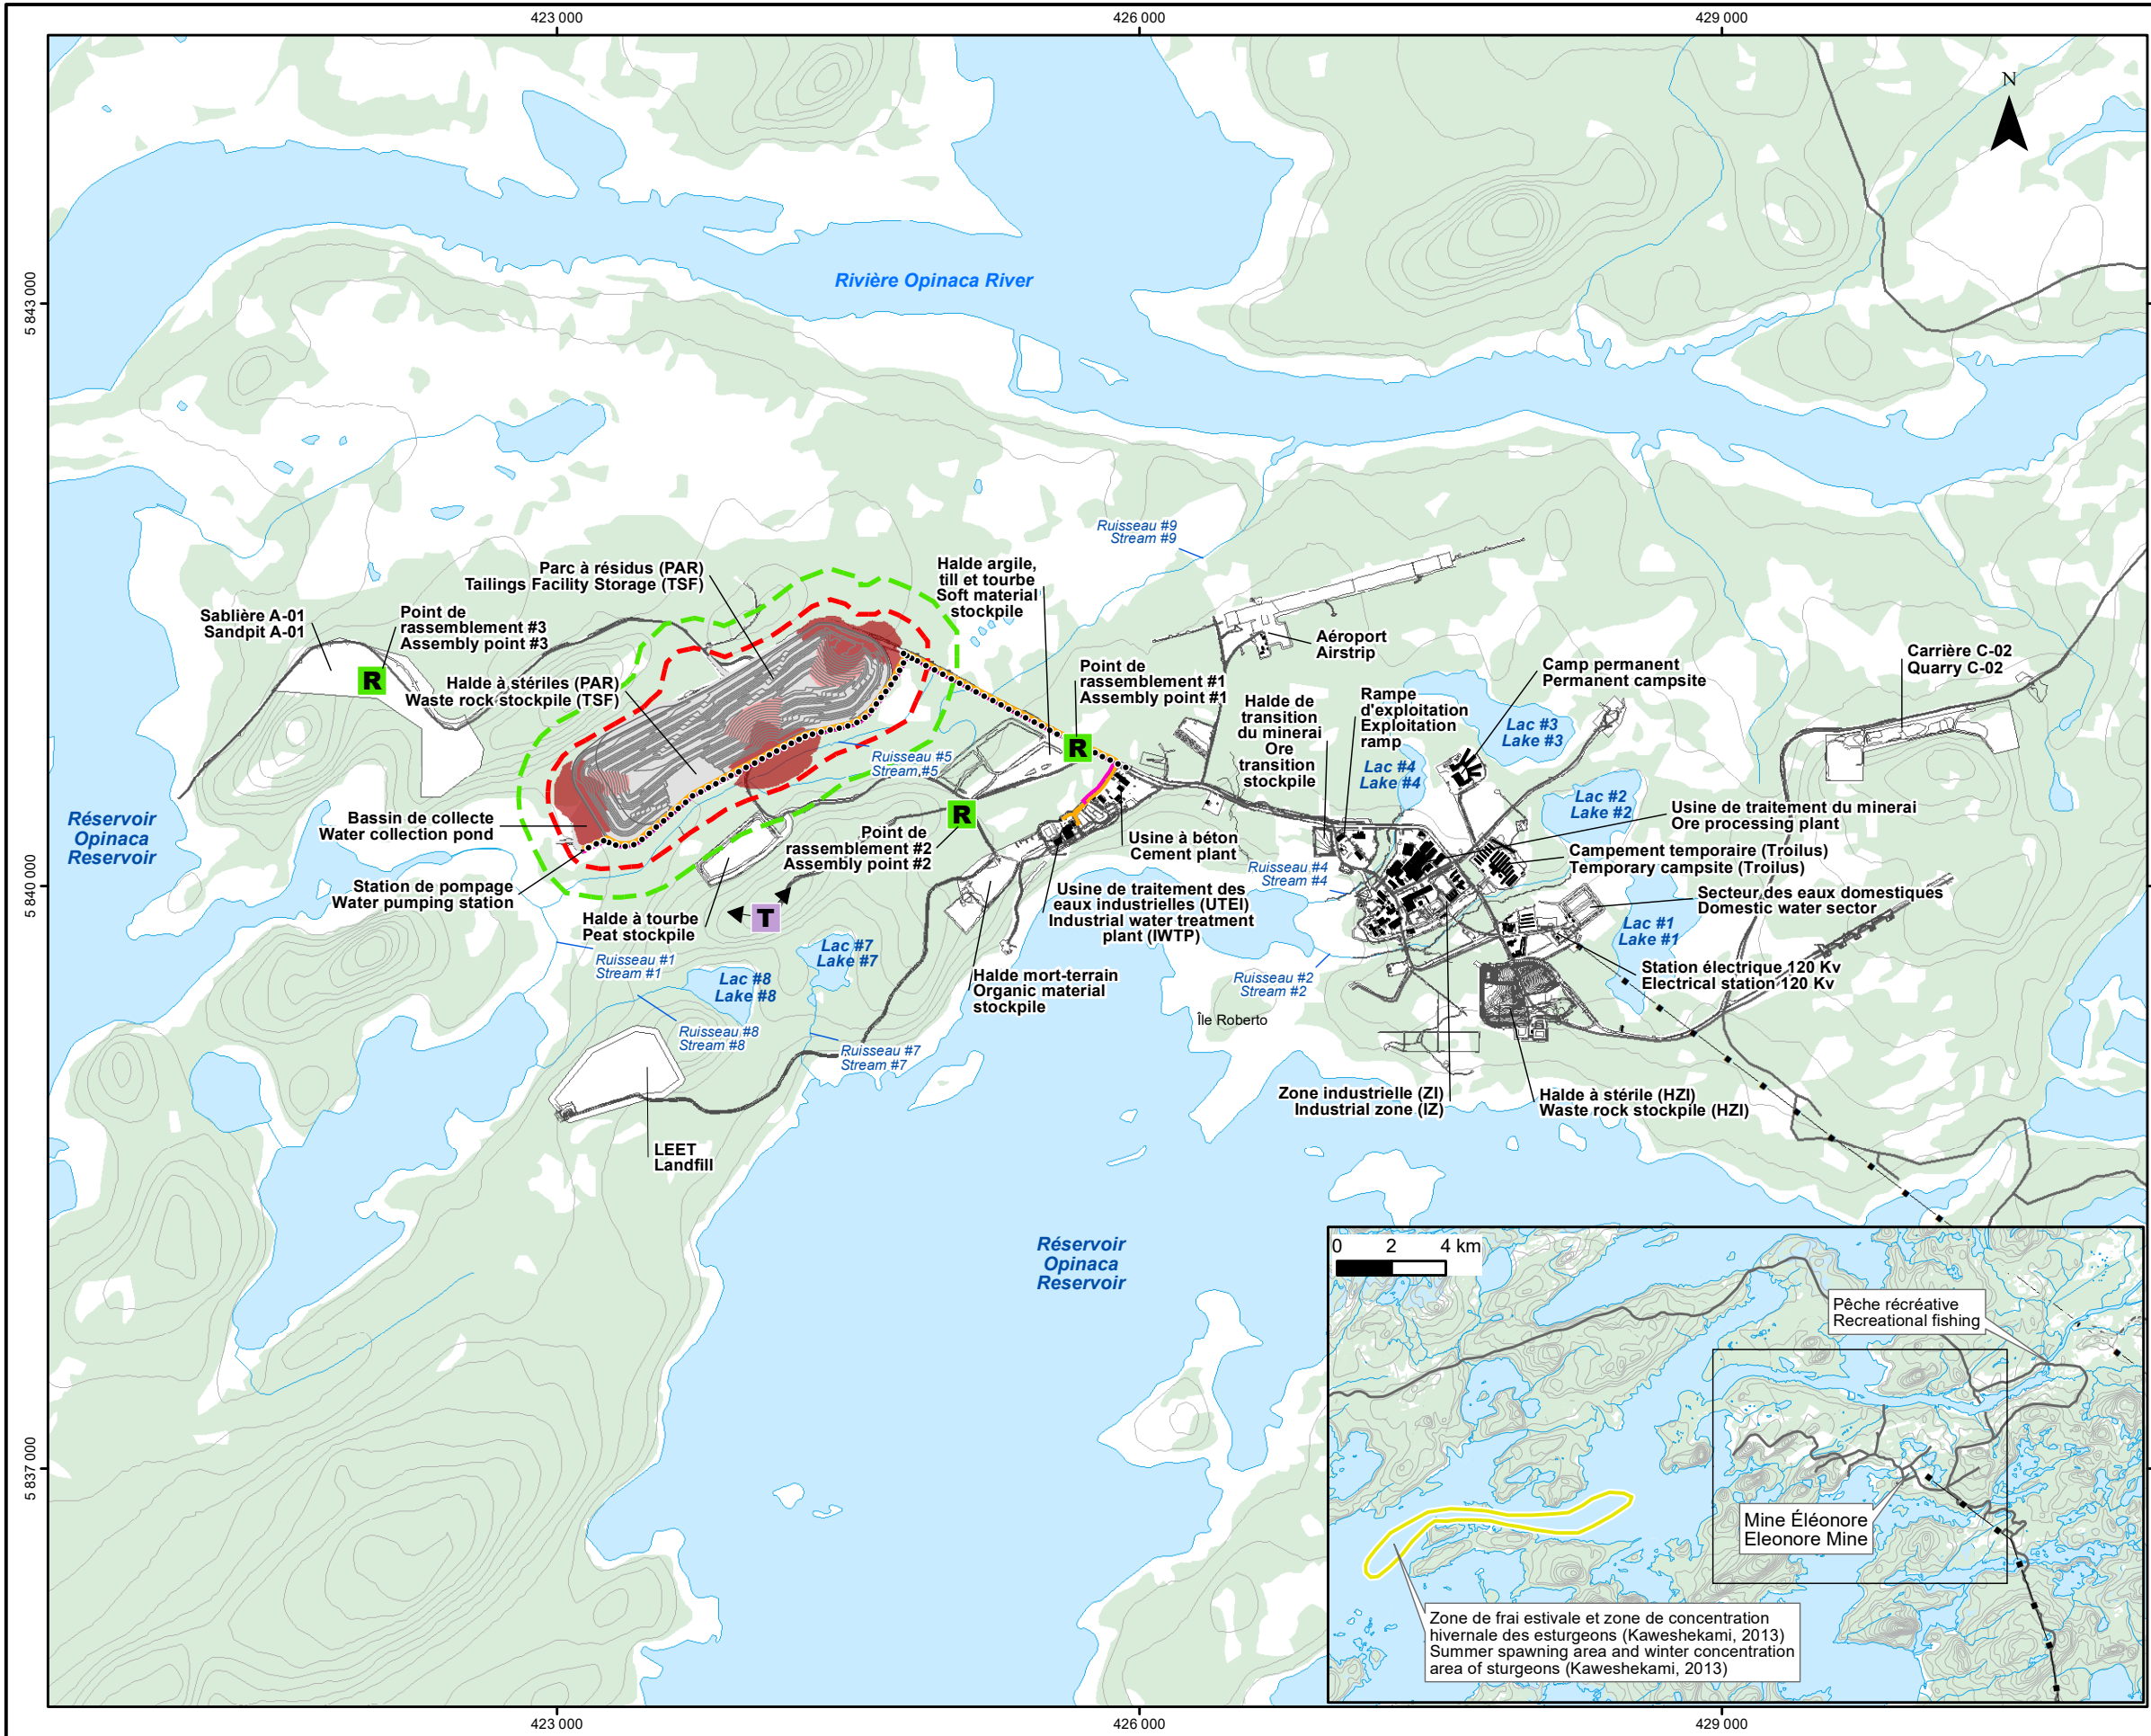 423 000
426 000
429 000
N
5 843 000
5 840 000
5 837 000
Rivière Opinaca River
Ruisseau #9
Stream #9
Parc à résidus (PAR)
Tailings Facility Storage (TSF)
Halde argile,
till et tourbe
Soft material
stockpile
Sablière A-01
Sandpit A-01
Point de
rassemblement #3
Assembly point #3
R
Halde à stériles (PAR)
Waste rock stockpile (TSF)
Aéroport
Airstrip
Point de
rassemblement #1
Assembly point #1
R
Halde de
transition
du minerai
Ore
transition
stockpile
Rampe
d'exploitation
Exploitation
ramp
Camp permanent
Permanent campsite
Carrière C-02
Quarry C-02
Lac #3
Lake #3
Lac #4
Lake #4
Lac #2
Lake #2
Ruisseau #5
Stream #5
Réservoir
Opinaca
Reservoir
Bassin de collecte
Water collection pond
R
Point de
rassemblement #2
Assembly point #2
Usine à béton
Cement plant
Usine de traitement du minerai
Ore processing plant
Campement temporaire (Troilus)
Temporary campsite (Troilus)
Ruisseau #4
Stream #4
Station de pompage
Water pumping station
Halde à tourbe
Peat stockpile
T
Usine de traitement des
eaux industrielles (UTEI)
Industrial water treatment
plant (IWTP)
Secteur des eaux domestiques
Domestic water sector
Lac #1
Lake #1
Ruisseau #1
Stream #1
Lac #7
Lake #7
Lac #8
Lake #8
Halde mort-terrain
Organic material
stockpile
Ruisseau #2
Stream #2
Station électrique 120 Kv
Electrical station 120 Kv
Île Roberto
Ruisseau #8
Stream #8
Ruisseau #7
Stream #7
Zone industrielle (ZI)
Industrial zone (IZ)
Halde à stérile (HZI)
Waste rock stockpile (HZI)
LEET
Landfill
Réservoir
Opinaca
Reservoir
0 2 4 km
Pêche récréative
Recreational fishing
Mine Éléonore
Eleonore Mine
Zone de frai estivale et zone de concentration
hivernale des esturgeons (Kaweshekami, 2013)
Summer spawning area and winter concentration
area of sturgeons (Kaweshekami, 2013)
423 000
426 000
429 000